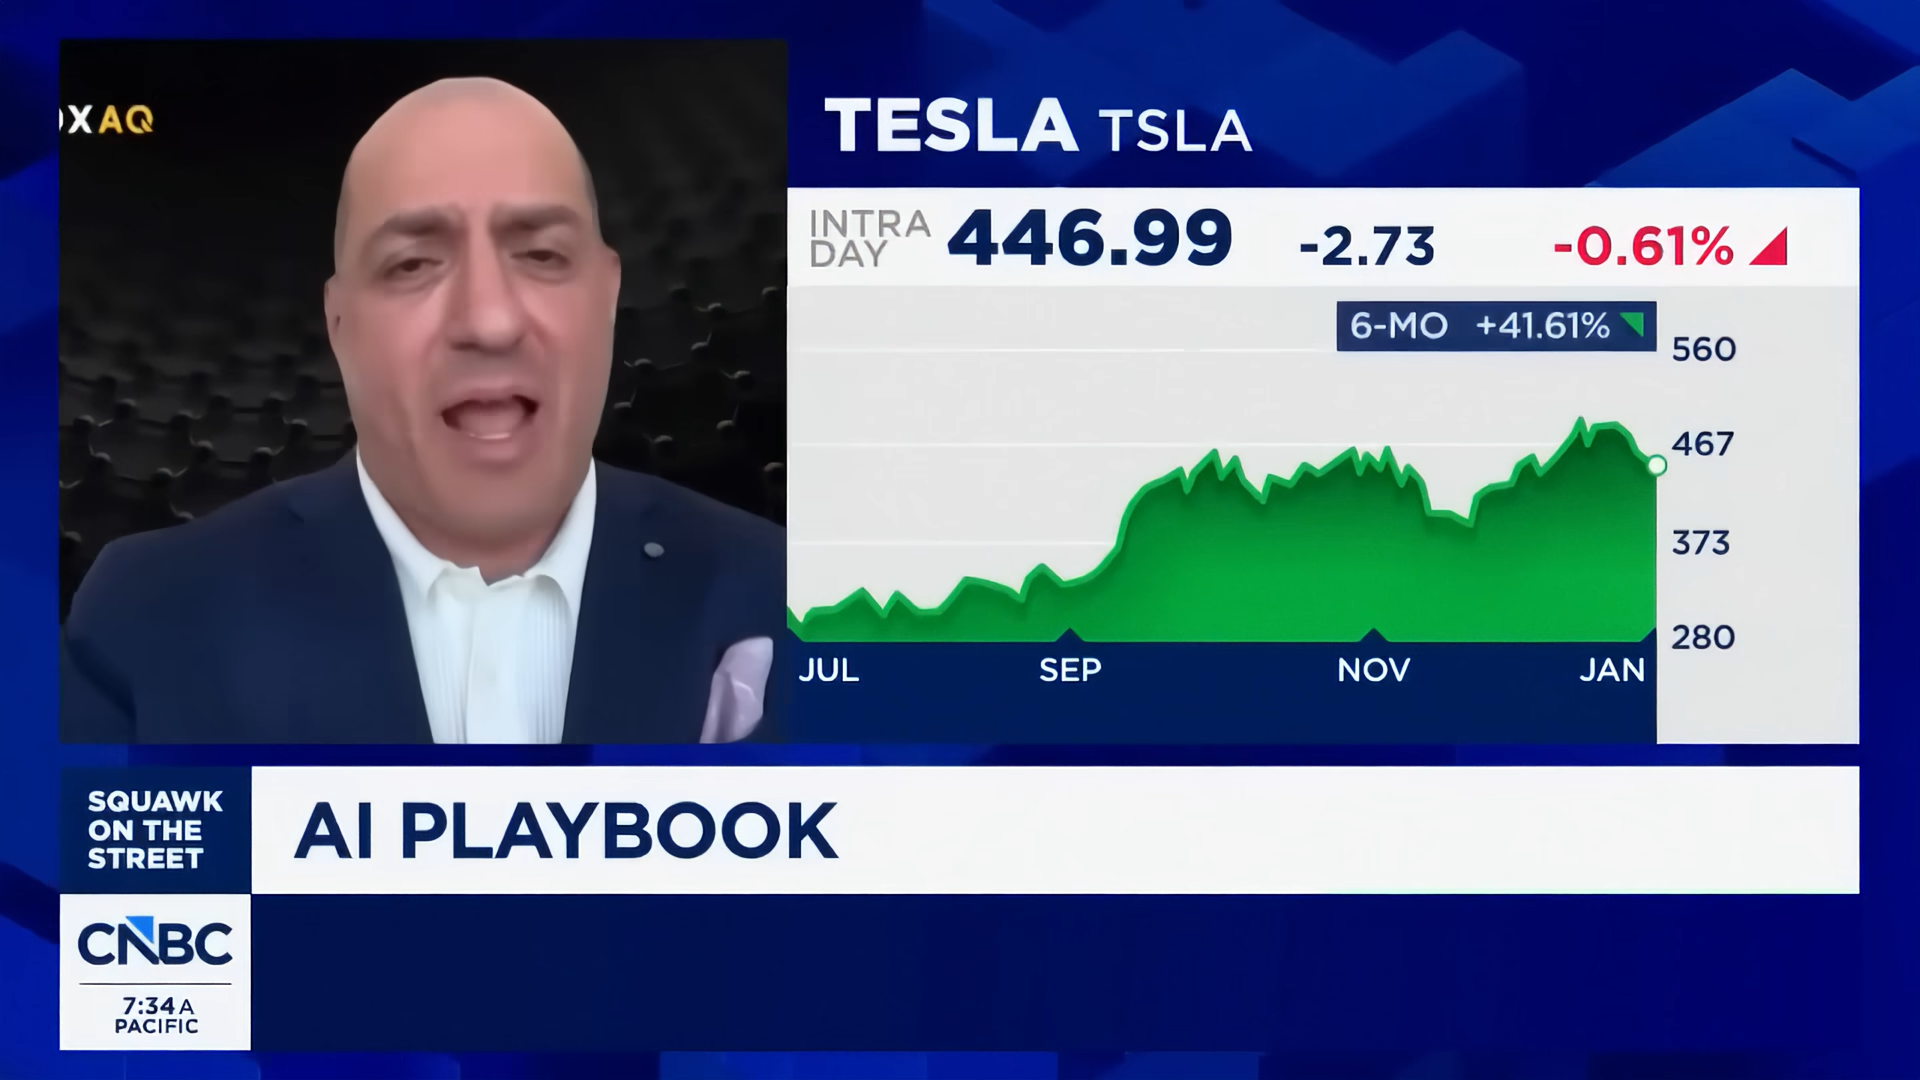 XAQ
TESLA TSLA
INTRA
DAY
446.99 -2.73 -0.61%
6-MO +41.61%
560
467
373
280
JUL SEP NOV JAN
SQUAWK
ON THE
STREET
AI PLAYBOOK
CNBC
7:34 A
PACIFIC